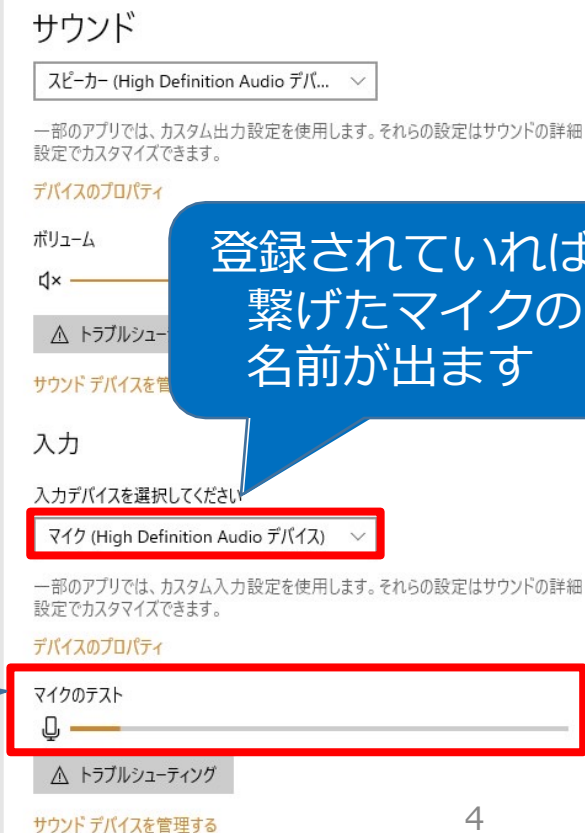 サウンド
スピーカー (High Definition Audio デバ...
一部のアプリでは、カスタム出力設定を使用します。それらの設定はサウンドの詳細
設定でカスタマイズできます。
デバイスのプロパティ
ボリューム
登録されていれば
繋げたマイクの
名前が出ます
トラブルシュー
サウンド デバイスを管
入力
入力デバイスを選択してください
マイク (High Definition Audio デバイス)
一部のアプリでは、カスタム入力設定を使用します。それらの設定はサウンドの詳細
設定でカスタマイズできます。
デバイスのプロパティ
マイクのテスト
トラブルシューティング
サウンド デバイスを管理する
4